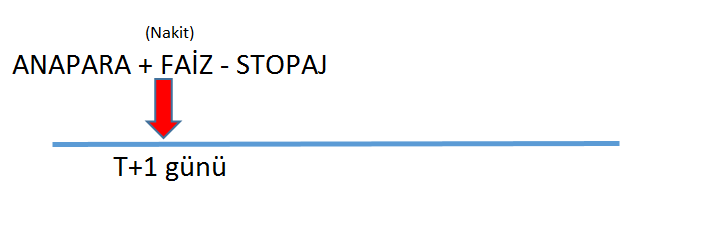 (Nakit)
ANAPARA + FAİZ - STOPAJ
T+1 günü